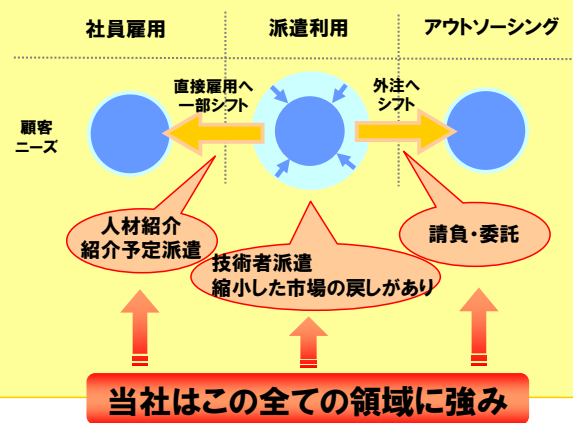 社員雇用
派遣利用
アウトソーシング
顧客
ニーズ
直接雇用へ
一部シフト
外注へ
シフト
人材紹介
紹介予定派遣
技術者派遣
縮小した市場の戻しがあり
請負・委託
当社はこの全ての領域に強み